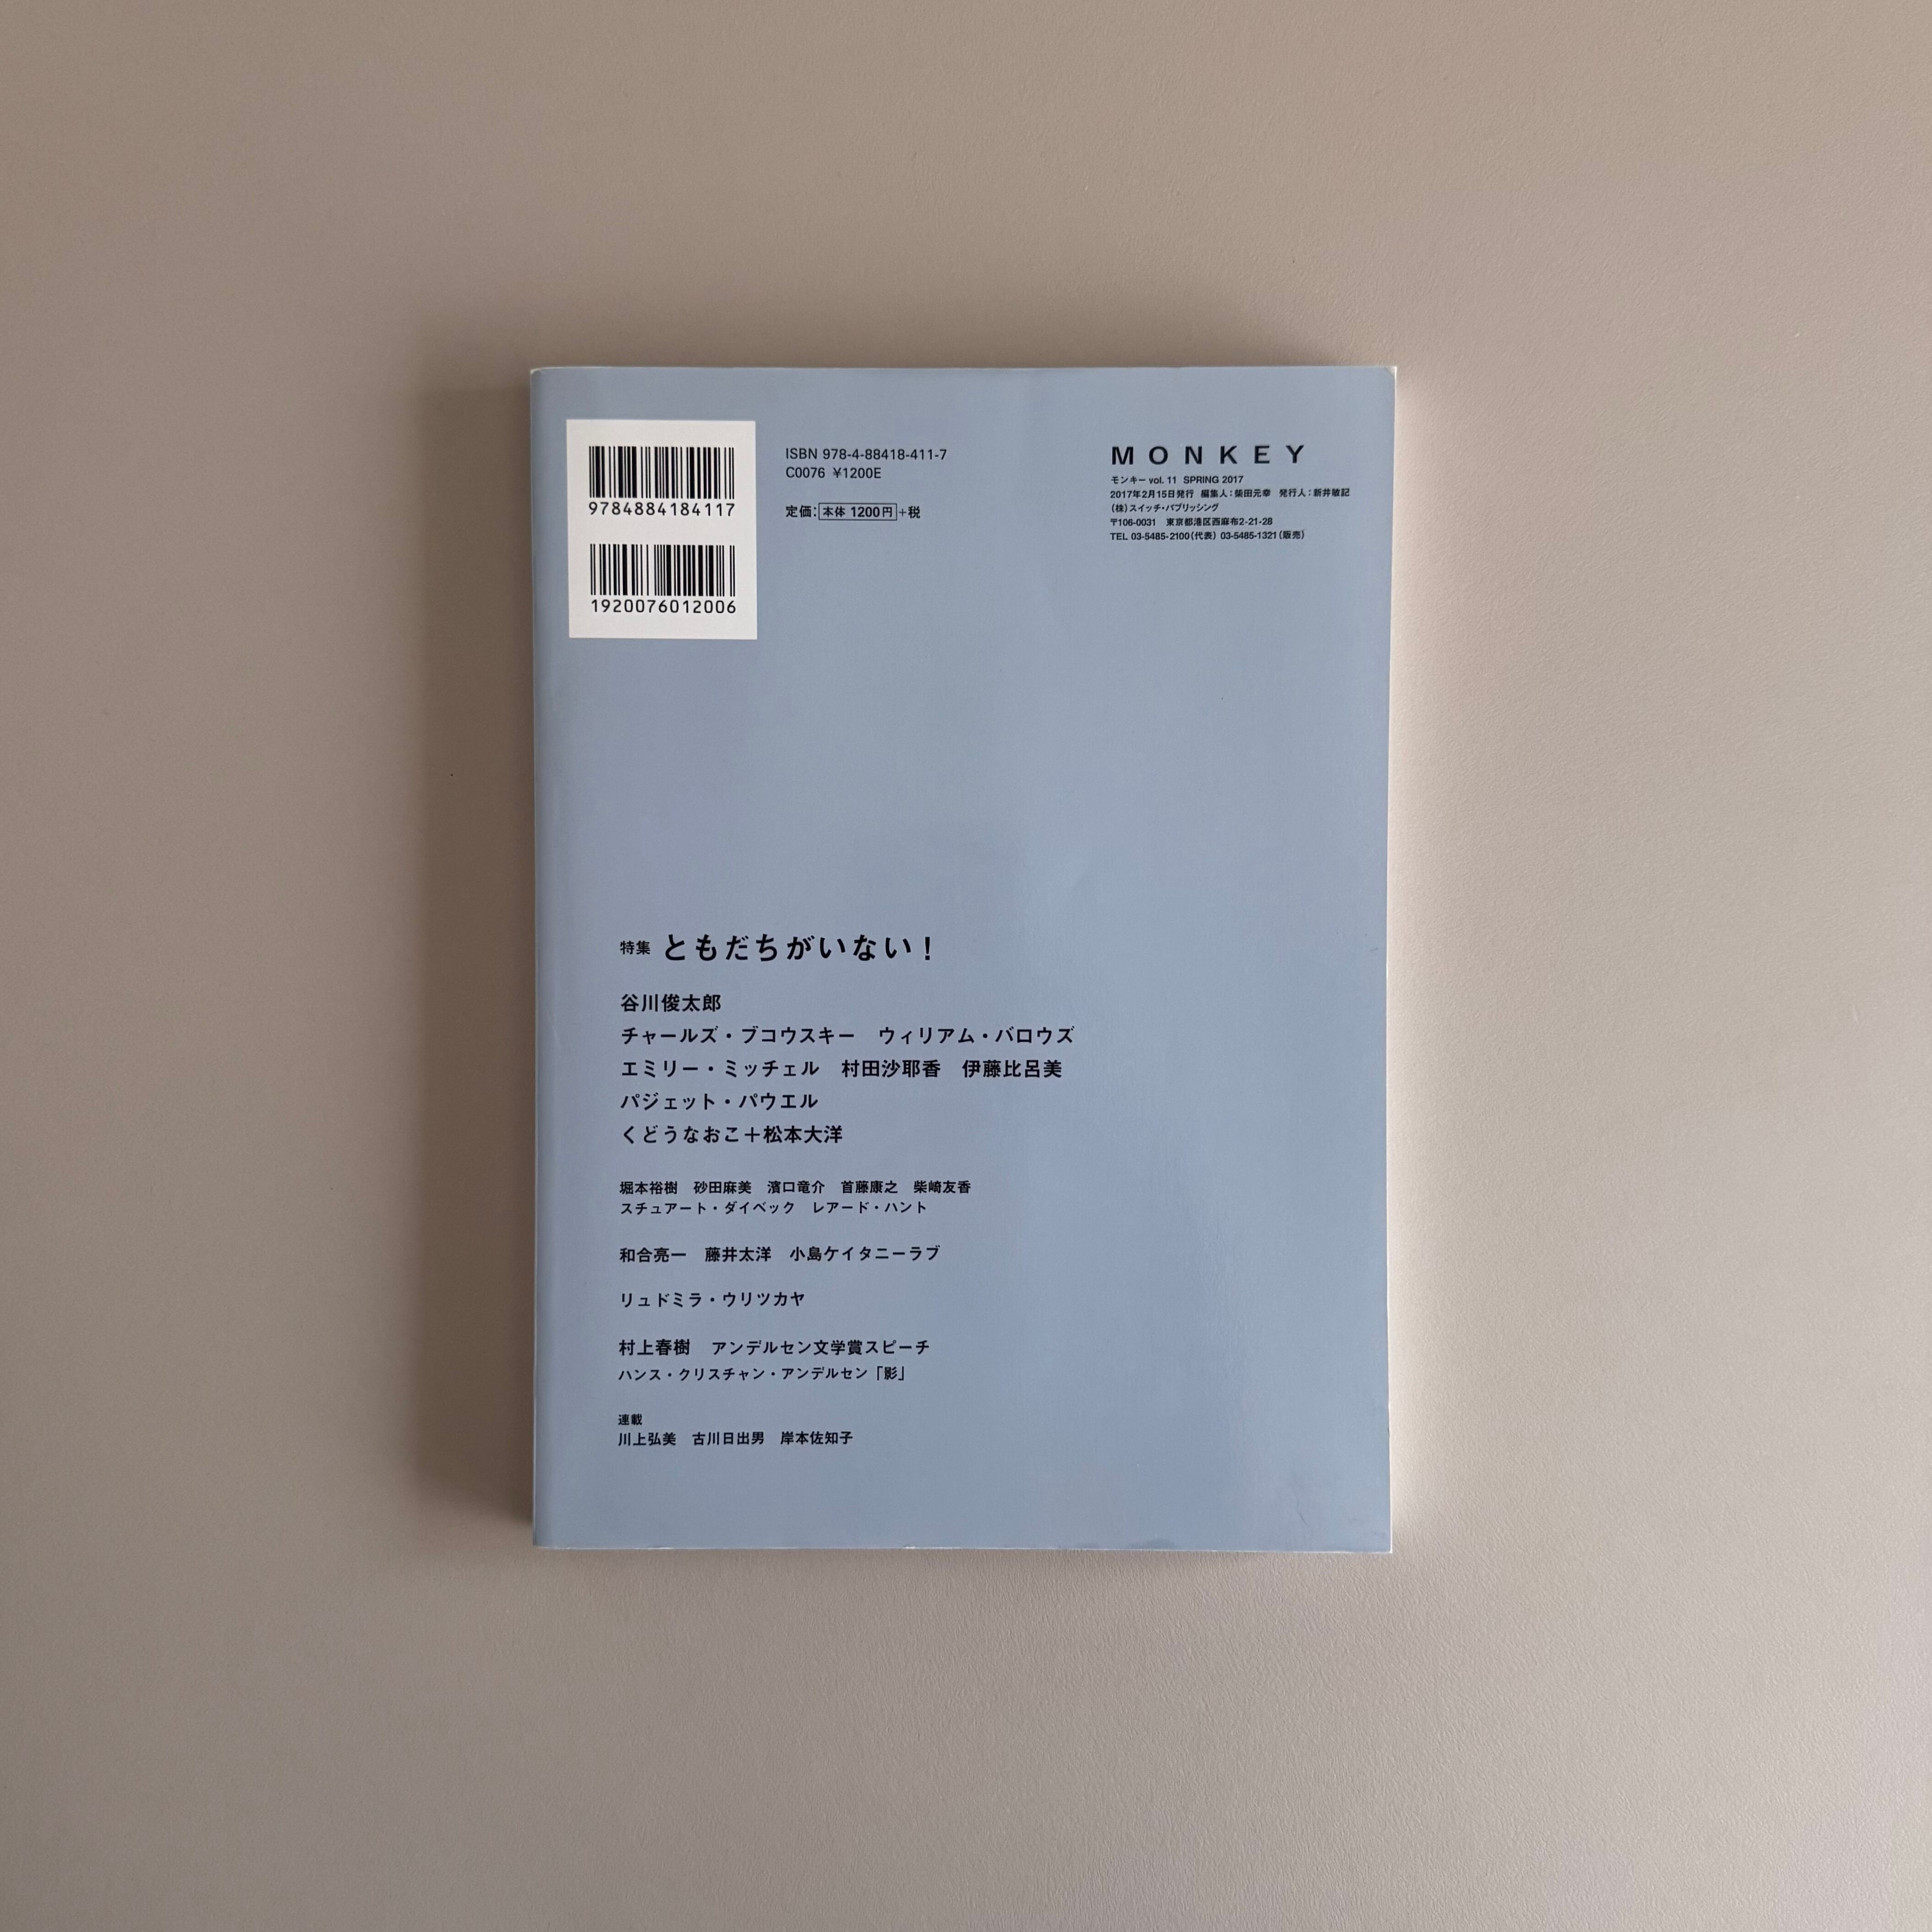 9784884184117
1920076012006
ISBN 978-4-88418-411-7
C0076 ¥1200E
定価：本体 1200円+税
MONKEY
モンキー vol. 11 SPRING 2017
2017年2月15日発行 編集人：柴田元幸 発行人：新井敏記
（株）スイッチ・パブリッシング
〒106-0031 東京都港区西麻布2-21-28
TEL 03-5485-2100（代表） 03-5485-1321（販売）
特集 ともだちがいない！
谷川俊太郎
チャールズ・ブコウスキー ウィリアム・バロウズ
エミリー・ミッチェル 村田沙耶香 伊藤比呂美
パジェット・パウエル
くどうなおこ＋松本大洋
堀本裕樹 砂田麻美 濱口竜介 首藤康之 柴崎友香
スチュアート・ダイベック レアード・ハント
和合亮一 藤井太洋 小島ケイタニーラブ
リュドミラ・ウリツカヤ
村上春樹 アンデルセン文学賞スピーチ
ハンス・クリスチャン・アンデルセン「影」
連載
川上弘美 古川日出男 岸本佐知子